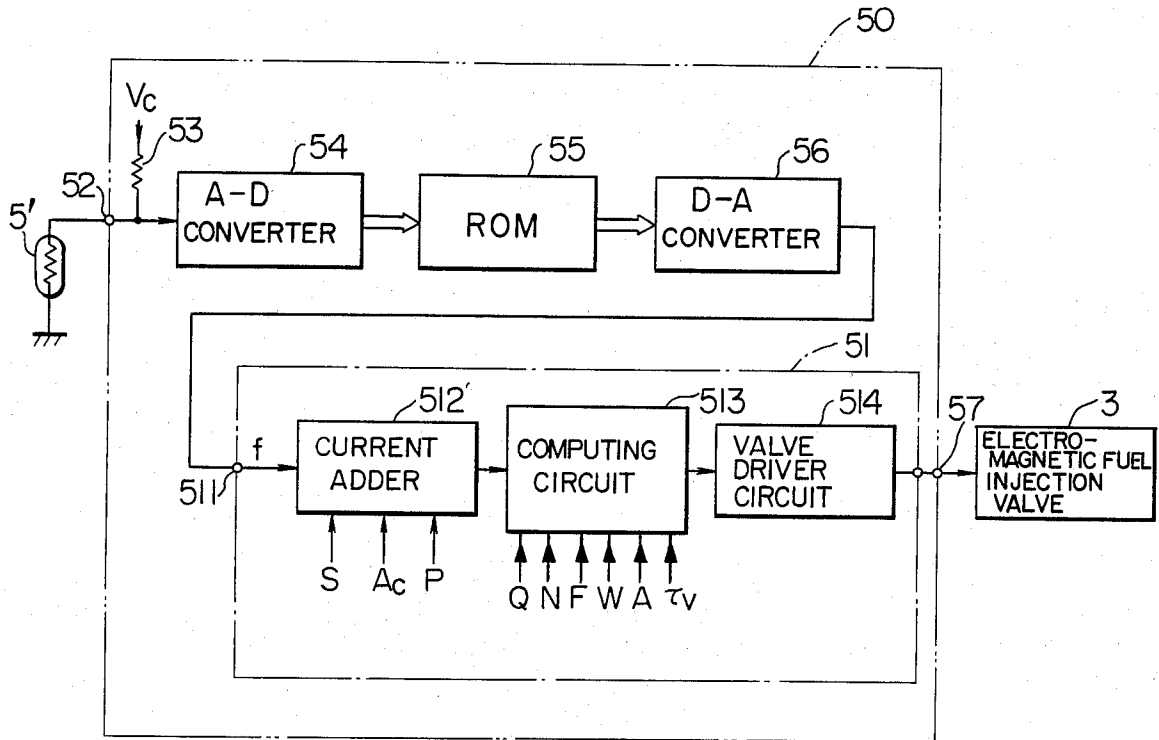 50
Vc
53
54
55
56
52
5'
A-D
CONVERTER
ROM
D-A
CONVERTER
51
512'
513
514
57
3
f
511
CURRENT
ADDER
COMPUTING
CIRCUIT
VALVE
DRIVER
CIRCUIT
ELECTRO-
MAGNETIC FUEL
INJECTION
VALVE
S Ac P
Q N F W A τv